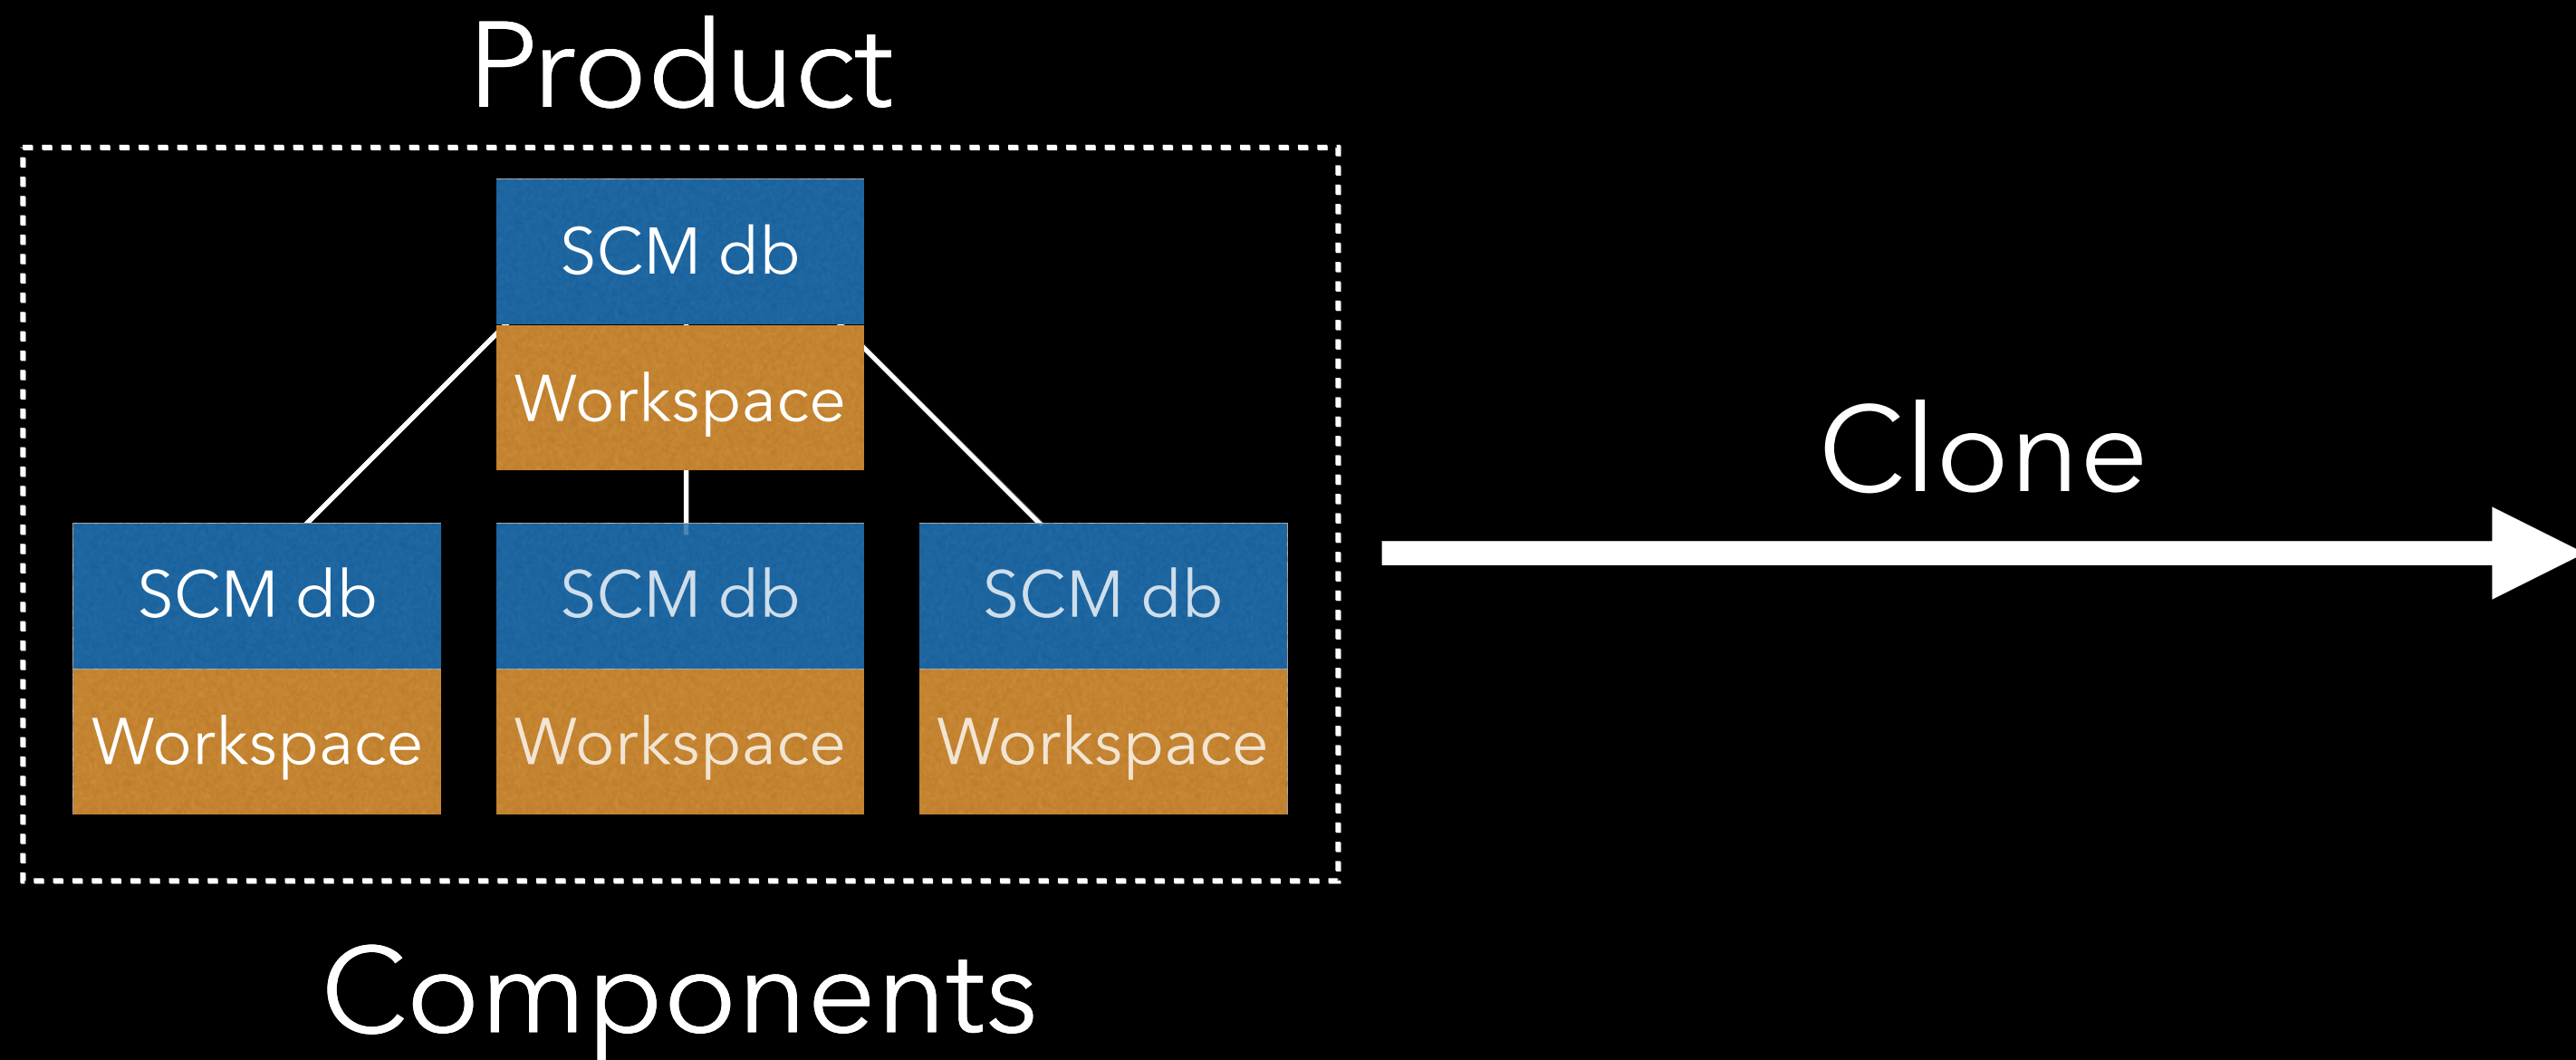 Product
SCM db
Workspace
Clone
SCM db
SCM db
SCM db
Workspace
Workspace
Workspace
Components